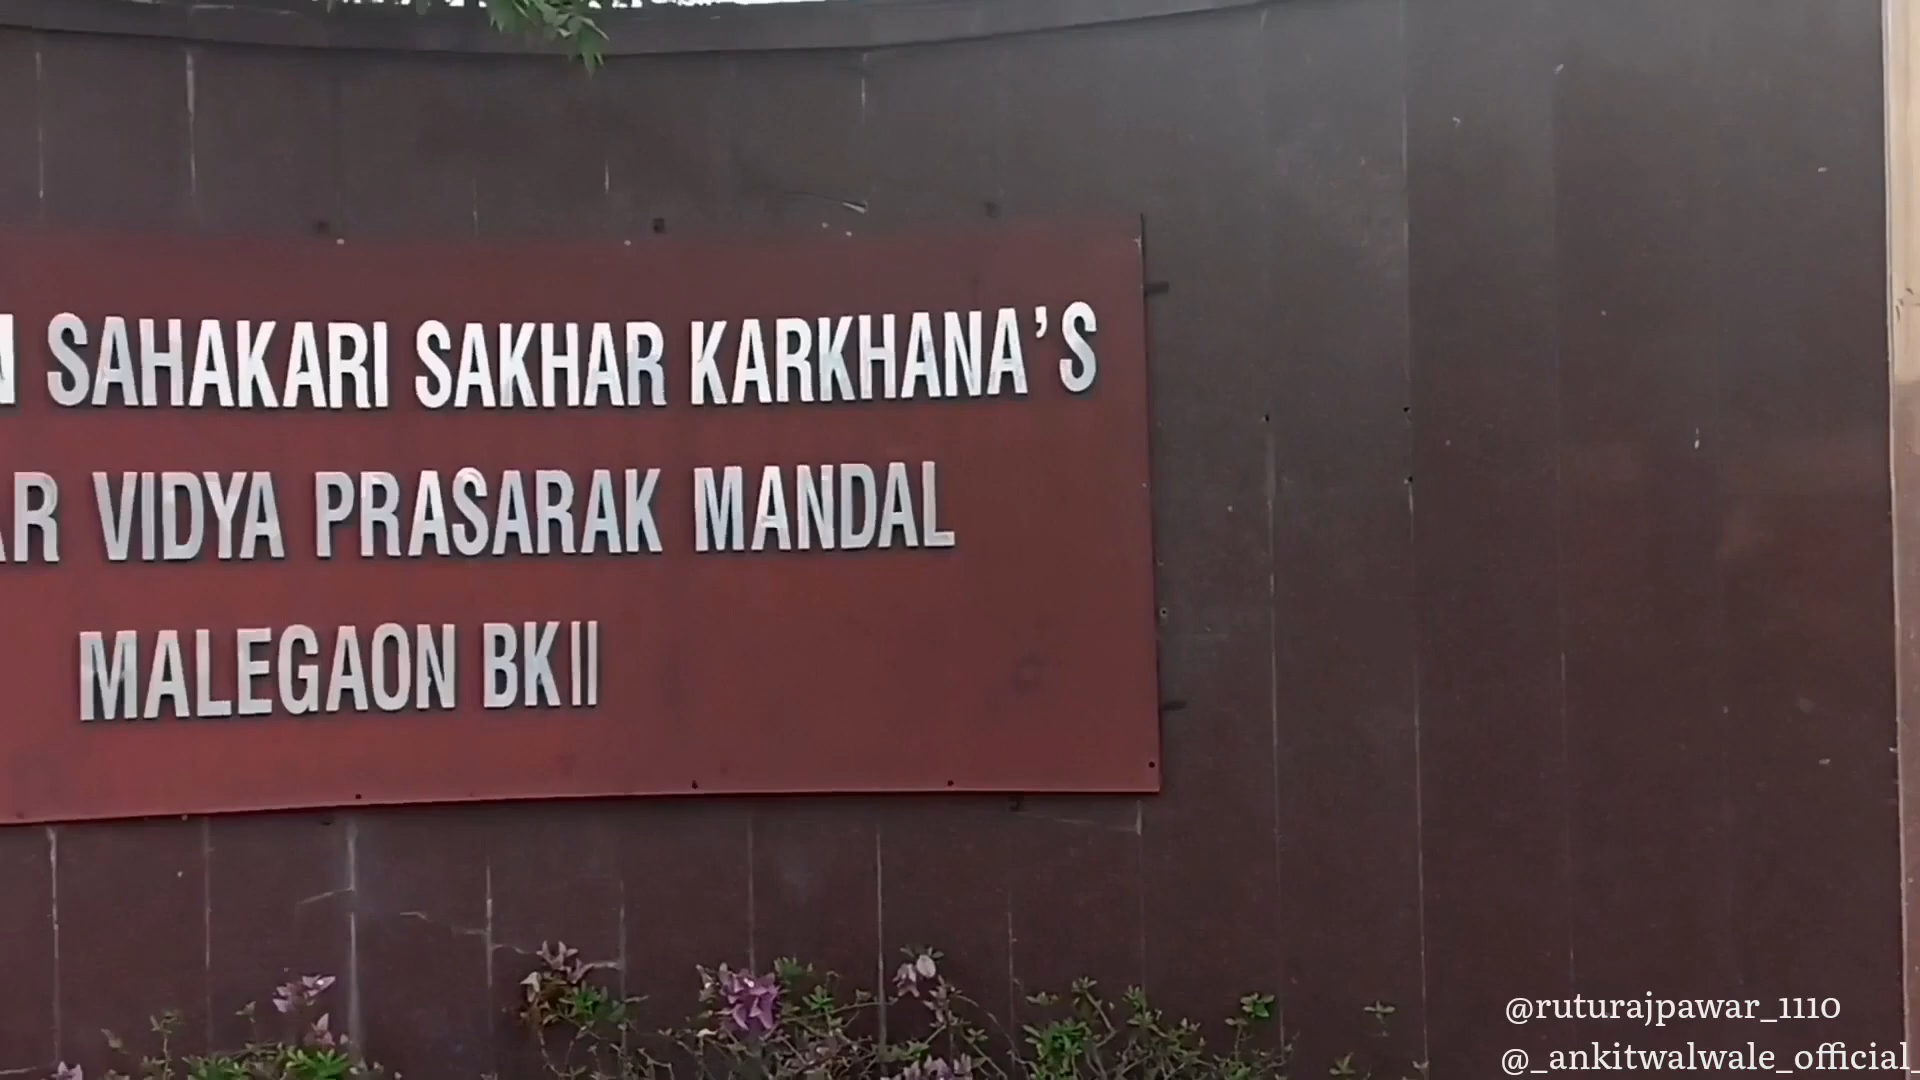 SAHAKARI SAKHAR KARKHANA'S
VIDYA PRASARAK MANDAL
MALEGAON BKII
@ruturajpawar_1110
@_ankitwalwale_official_